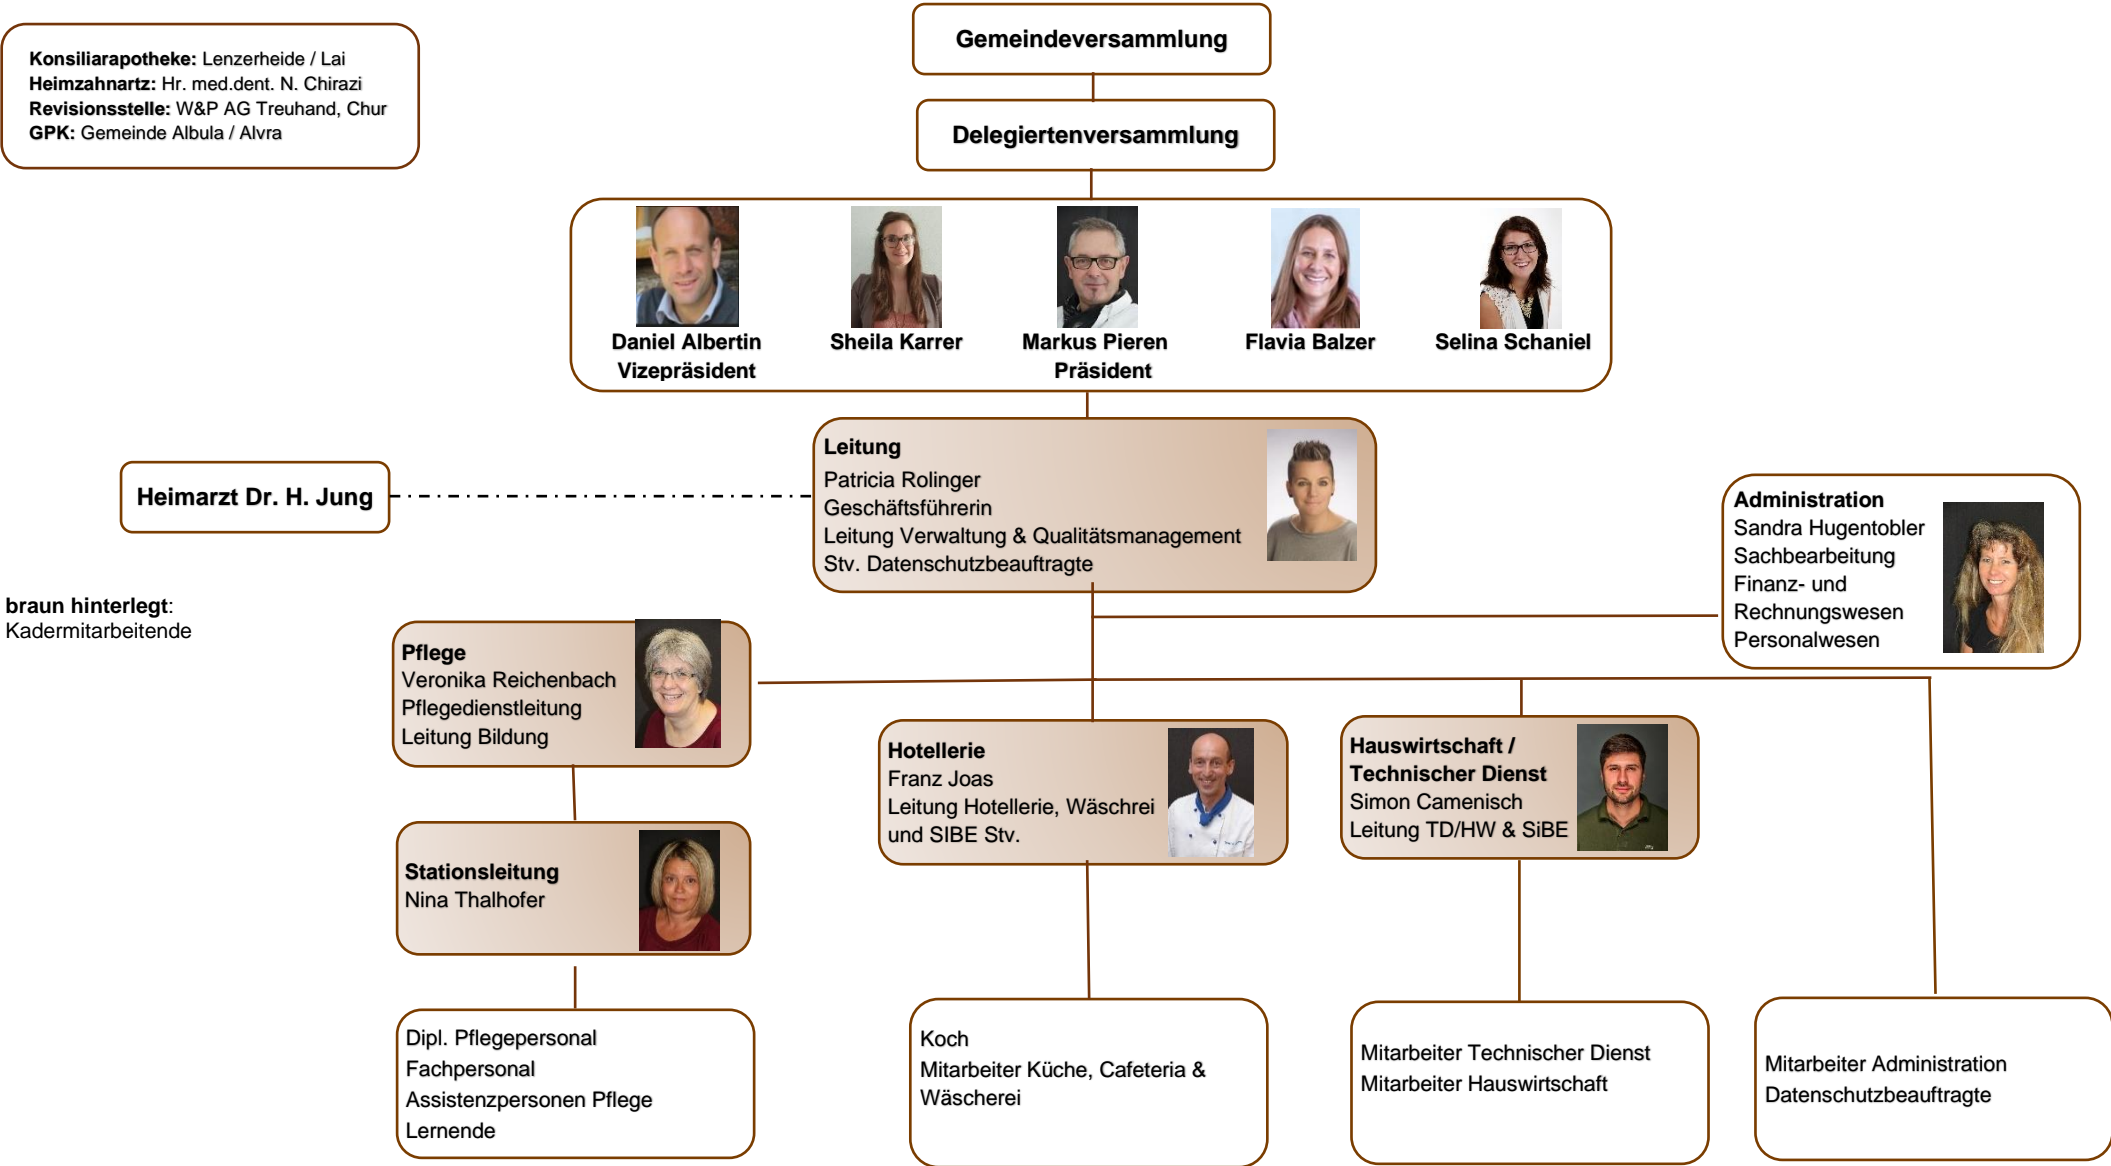 Konsiliarapotheke: Lenzerheide / Lai
Heimzahnartz: Hr. med.dent. N. Chirazi
Revisionsstelle: W&P AG Treuhand, Chur
GPK: Gemeinde Albula / Alvra
Gemeindeversammlung
Delegiertenversammlung
Daniel Albertin
Vizepräsident
Sheila Karrer
Markus Pieren
Präsident
Flavia Balzer
Selina Schaniel
Heimarzt Dr. H. Jung
Leitung
Patricia Rolinger
Geschäftsführerin
Leitung Verwaltung & Qualitätsmanagement
Stv. Datenschutzbeauftragte
Administration
Sandra Hugentobler
Sachbearbeitung
Finanz- und
Rechnungswesen
Personalwesen
braun hinterlegt:
Kadermitarbeitende
Pflege
Veronika Reichenbach
Pflegedienstleitung
Leitung Bildung
Hotellerie
Franz Joas
Leitung Hotellerie, Wäschrei
und SIBE Stv.
Hauswirtschaft /
Technischer Dienst
Simon Camenisch
Leitung TD/HW & SiBE
Stationsleitung
Nina Thalhofer
Dipl. Pflegepersonal
Fachpersonal
Assistenzpersonen Pflege
Lernende
Koch
Mitarbeiter Küche, Cafeteria &
Wäscherei
Mitarbeiter Technischer Dienst
Mitarbeiter Hauswirtschaft
Mitarbeiter Administration
Datenschutzbeauftragte